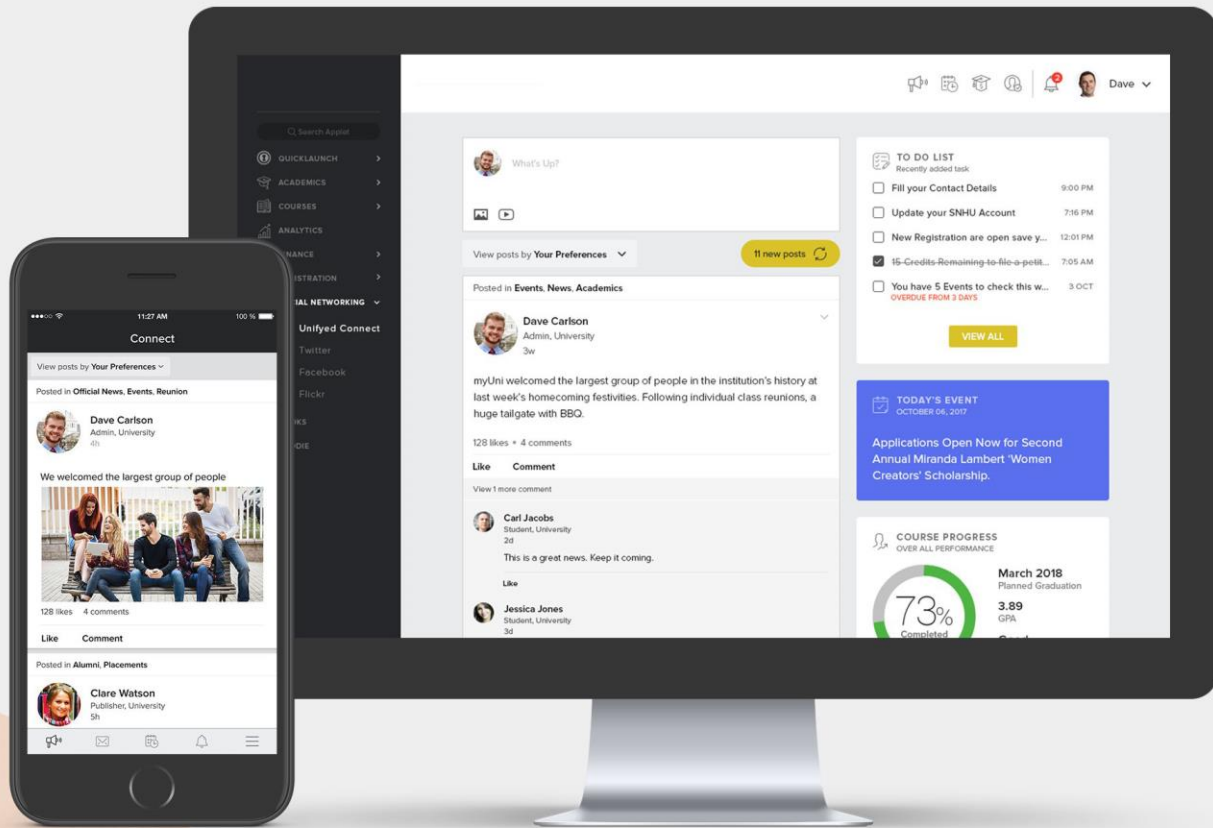 Search Applet
QUICKLAUNCH
ACADEMICS
COURSES
ANALYTICS
NANCE
ISTRATION
IAL NETWORKING
Unifyed Connect
Twitter
Facebook
Flickr
KS
DIE
2
Dave
What's Up?
View posts by Your Preferences
11 new posts
Posted in Events, News, Academics
Dave Carlson
Admin, University
3w
myUni welcomed the largest group of people in the institution's history at
last week's homecoming festivities. Following individual class reunions, a
huge tailgate with BBQ.
128 likes • 4 comments
Like Comment
View 1 more comment
Carl Jacobs
Student, University
2d
This is a great news. Keep it coming.
Like
Jessica Jones
Student, University
3d
TO DO LIST
Recently added task
Fill your Contact Details 9:00 PM
Update your SNHU Account 7:16 PM
New Registration are open save y... 12:01 PM
15 Credits Remaining to file a petit... 7:05 AM
You have 5 Events to check this w... 3 OCT
OVERDUE FROM 3 DAYS
VIEW ALL
TODAY'S EVENT
OCTOBER 06, 2017
Applications Open Now for Second
Annual Miranda Lambert 'Women
Creators' Scholarship.
COURSE PROGRESS
OVER ALL PERFORMANCE
73%
Completed
March 2018
Planned Graduation
3.89
GPA
Good
11:27 AM 100 %
Connect
View posts by Your Preferences
Posted in Official News, Events, Reunion
Dave Carlson
Admin, University
4h
We welcomed the largest group of people
128 likes 4 comments
Like Comment
Posted in Alumni, Placements
Clare Watson
Publisher, University
5h